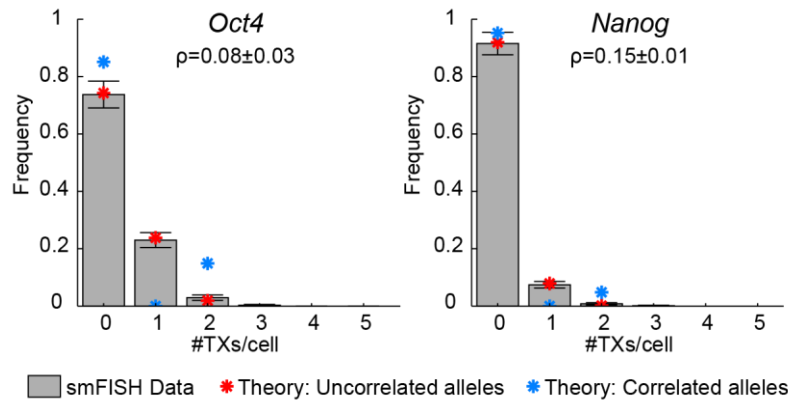 Oct4
ρ=0.08±0.03
Frequency
1
0.8
0.6
0.4
0.2
0
0 1 2 3 4 5
#TXs/cell
Nanog
ρ=0.15±0.01
Frequency
1
0.8
0.6
0.4
0.2
0
0 1 2 3 4 5
#TXs/cell
smFISH Data Theory: Uncorrelated alleles Theory: Correlated alleles